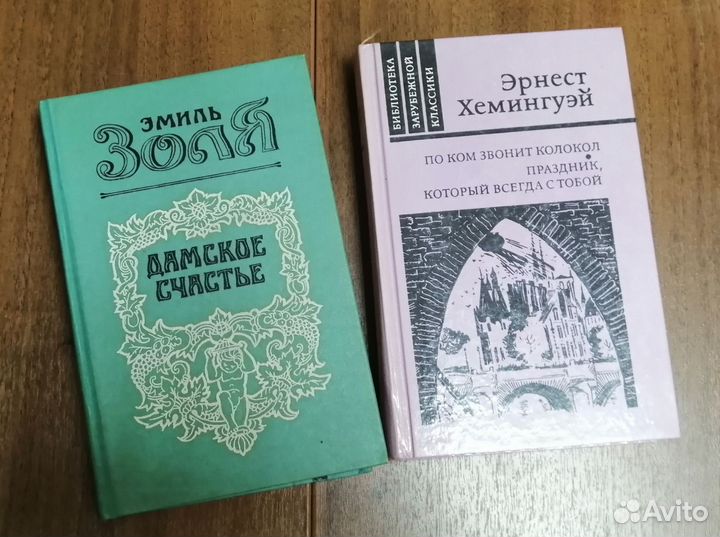 ЭМИЛЬ
ЗОЛЯ
ДАМСКОЕ
СЧАСТЬЕ
БИБЛИОТЕКА
ЗАРУБЕЖНОЙ
КЛАССИКИ
ЭРНЕСТ
ХЕМИНГУЭЙ
ПО КОМ ЗВОНИТ КОЛОКОЛ
ПРАЗДНИК,
КОТОРЫЙ ВСЕГДА С ТОБОЙ
Avito